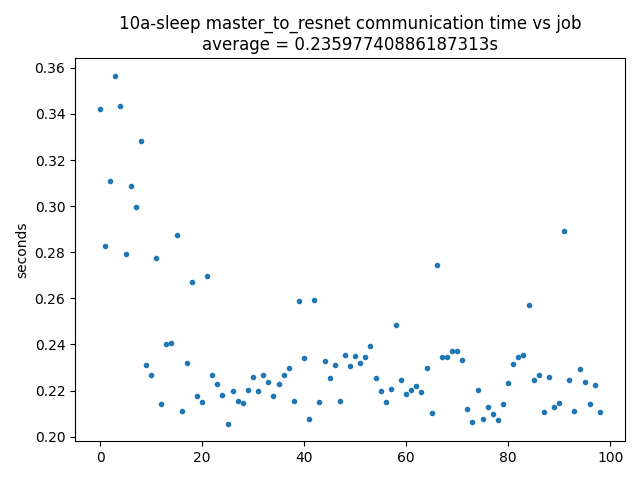 10a-sleep master_to_resnet communication time vs job
average = 0.23597740886187313s
0.36
0.34
0.32
0.30
0.28
0.26
0.24
0.22
0.20
seconds
0 20 40 60 80 100